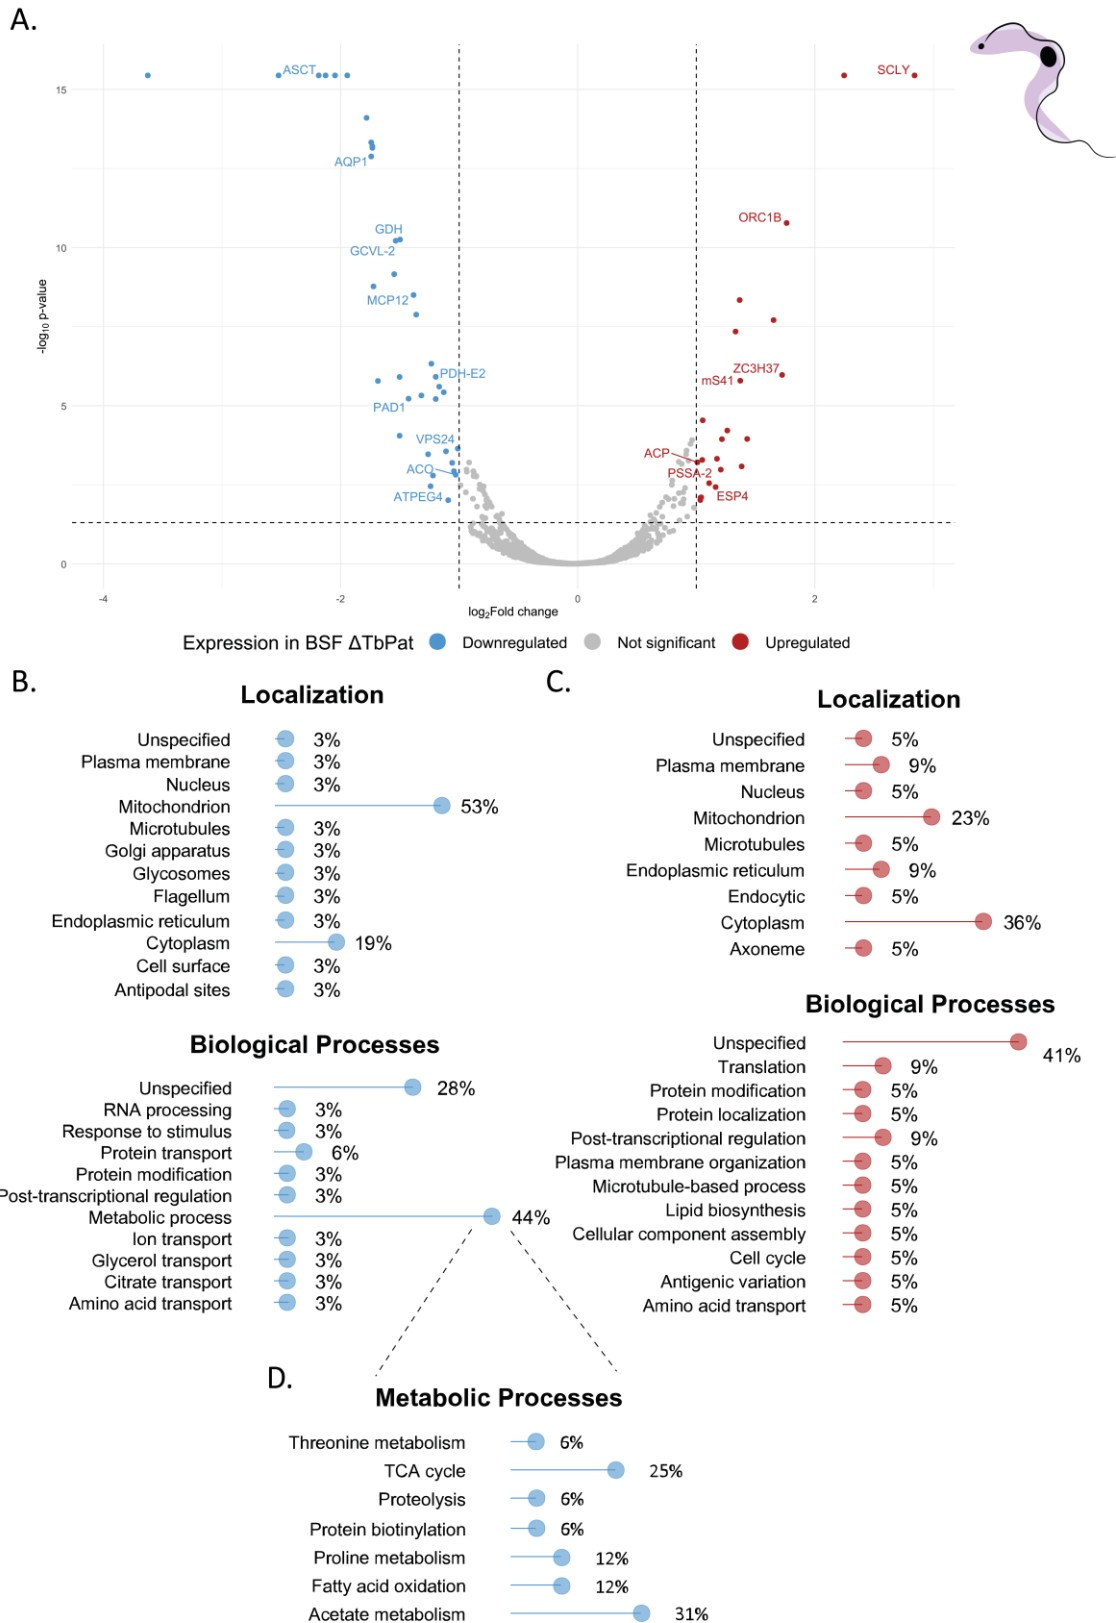 A.
ASCT
SCLY
15
AQP1
ORC1B
GDH
10
GCVL-2
MCP12
-log10 p-value
ZC3H37
PDH-E2
mS41
5
PAD1
VPS24
ACP
ACO
PSSA-2
ATPEG4
ESP4
0
-4
-2
0
2
log2Fold change
Expression in BSF ΔTbPat
Downregulated
Not significant
Upregulated
B.
Localization
Unspecified 3%
Plasma membrane 3%
Nucleus 3%
Mitochondrion 53%
Microtubules 3%
Golgi apparatus 3%
Glycosomes 3%
Flagellum 3%
Endoplasmic reticulum 3%
Cytoplasm 19%
Cell surface 3%
Antipodal sites 3%
Biological Processes
Unspecified 28%
RNA processing 3%
Response to stimulus 3%
Protein transport 6%
Protein modification 3%
Post-transcriptional regulation 3%
Metabolic process 44%
Ion transport 3%
Glycerol transport 3%
Citrate transport 3%
Amino acid transport 3%
C.
Localization
Unspecified 5%
Plasma membrane 9%
Nucleus 5%
Mitochondrion 23%
Microtubules 5%
Endoplasmic reticulum 9%
Endocytic 5%
Cytoplasm 36%
Axoneme 5%
Biological Processes
Unspecified 41%
Translation 9%
Protein modification 5%
Protein localization 5%
Post-transcriptional regulation 9%
Plasma membrane organization 5%
Microtubule-based process 5%
Lipid biosynthesis 5%
Cellular component assembly 5%
Cell cycle 5%
Antigenic variation 5%
Amino acid transport 5%
D.
Metabolic Processes
Threonine metabolism 6%
TCA cycle 25%
Proteolysis 6%
Protein biotinylation 6%
Proline metabolism 12%
Fatty acid oxidation 12%
Acetate metabolism 31%